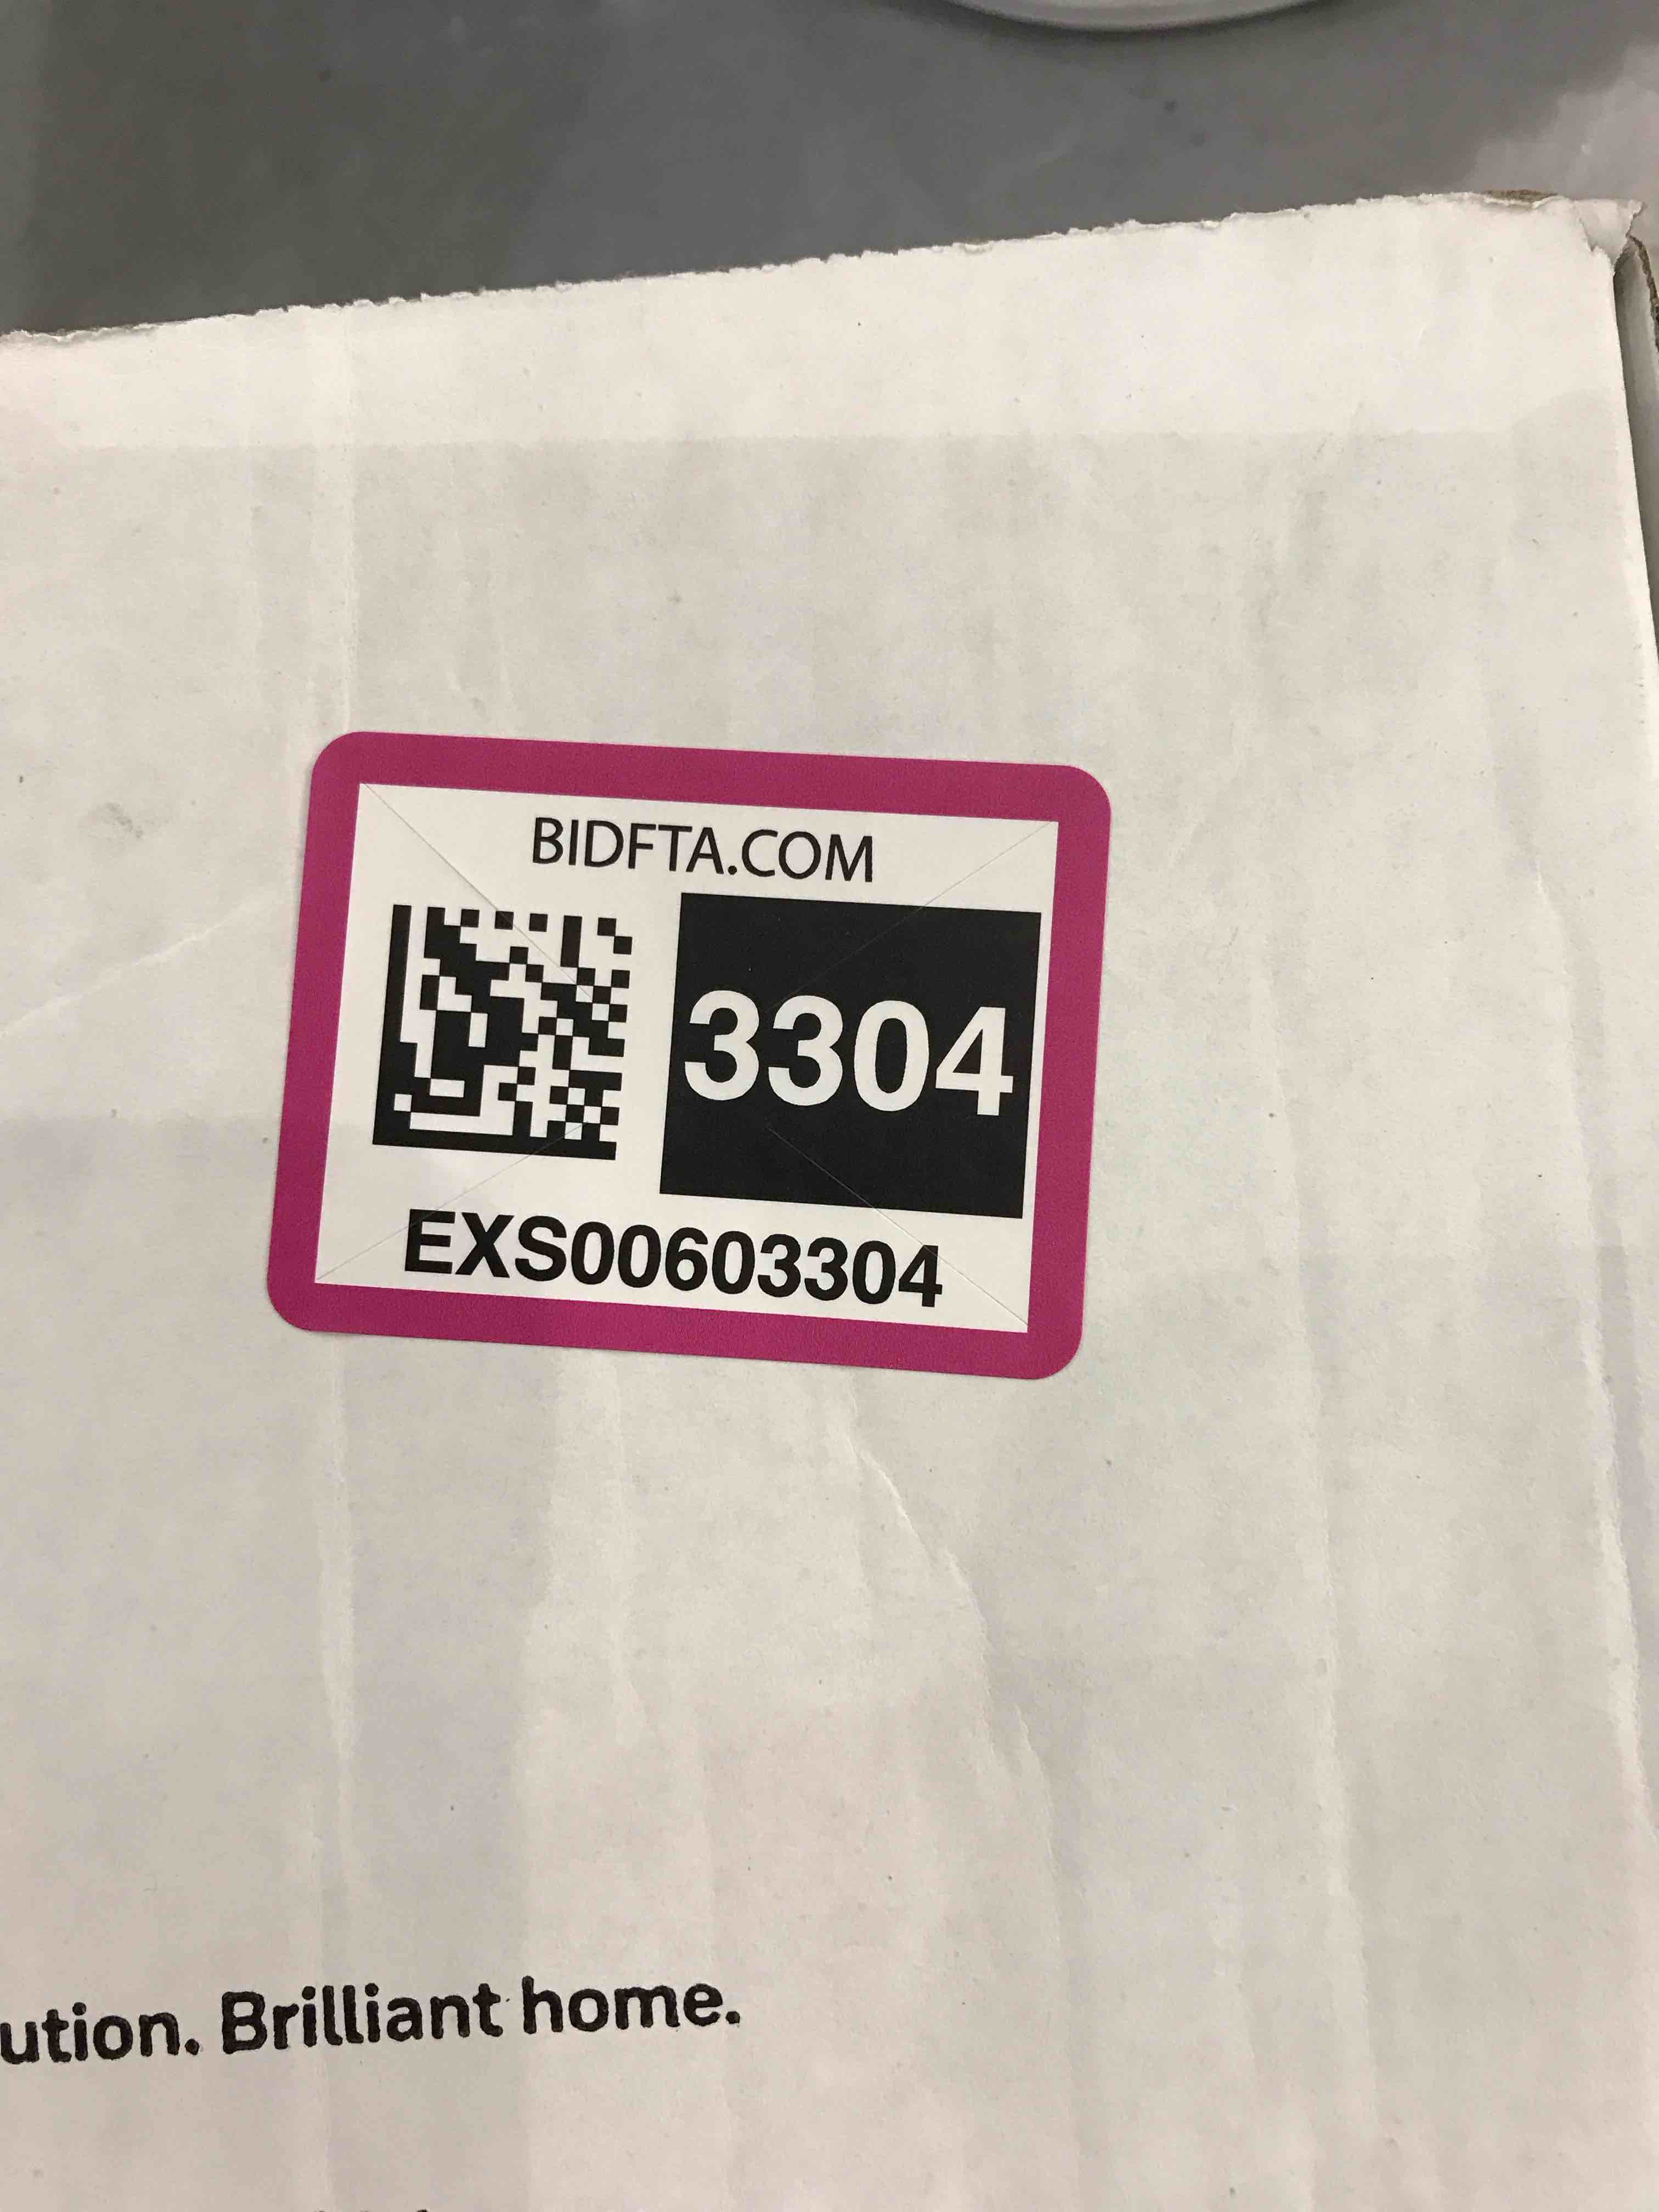 BIDFTA.COM
3304
EXS00603304
ution. Brilliant home.